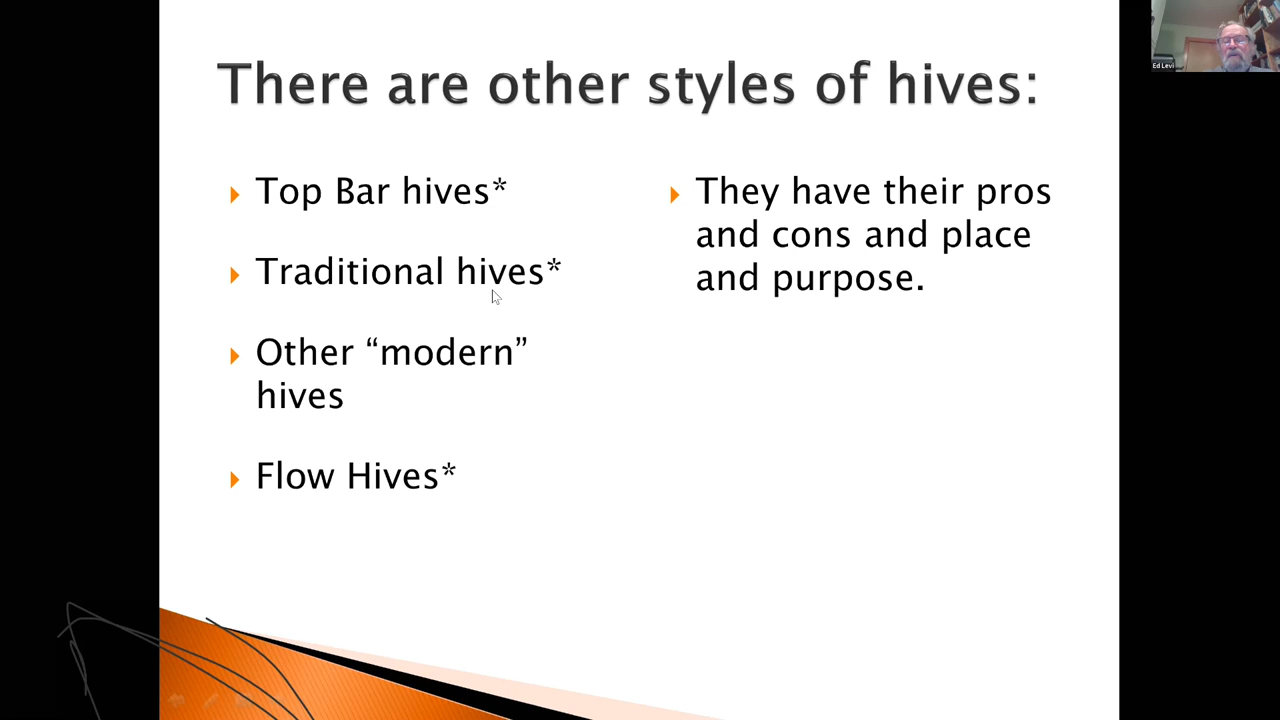 There are other styles of hives:
Top Bar hives*
Traditional hives*
Other “modern”
hives
Flow Hives*
They have their pros
and cons and place
and purpose.
Ed Levi